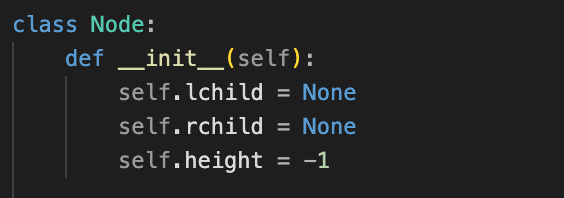 class Node:
    def __init__(self):
        self.lchild = None
        self.rchild = None
        self.height = -1